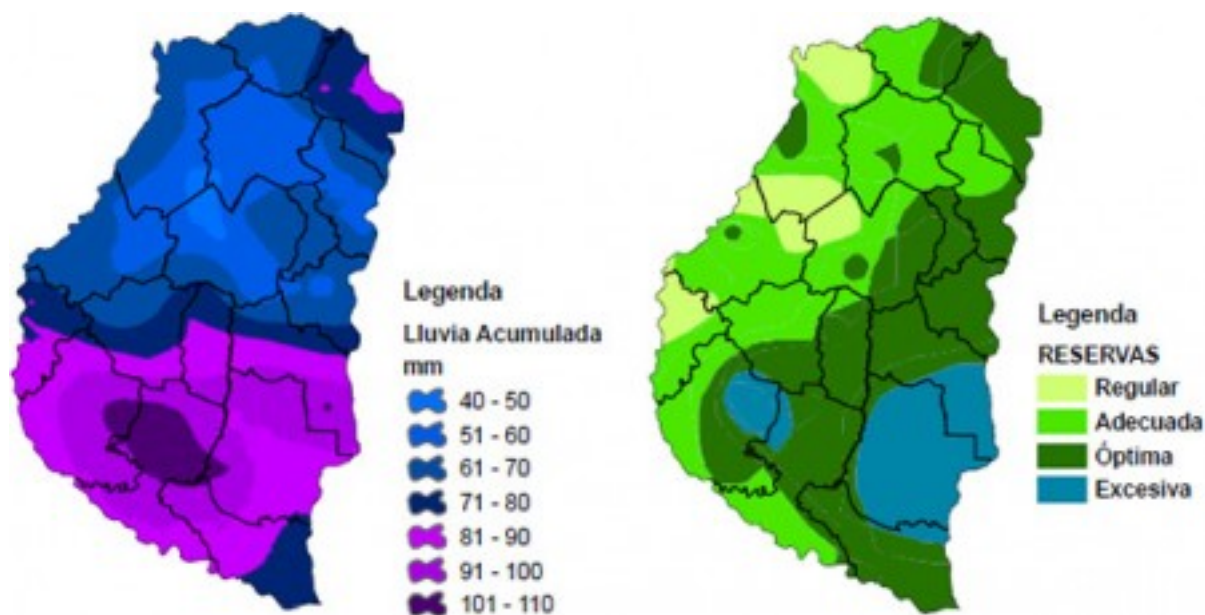 Legenda
Lluvia Acumulada
mm
40 - 50
51 - 60
61 - 70
71 - 80
81 - 90
91 - 100
101 - 110
Legenda
RESERVAS
Regular
Adecuada
Óptima
Excesiva